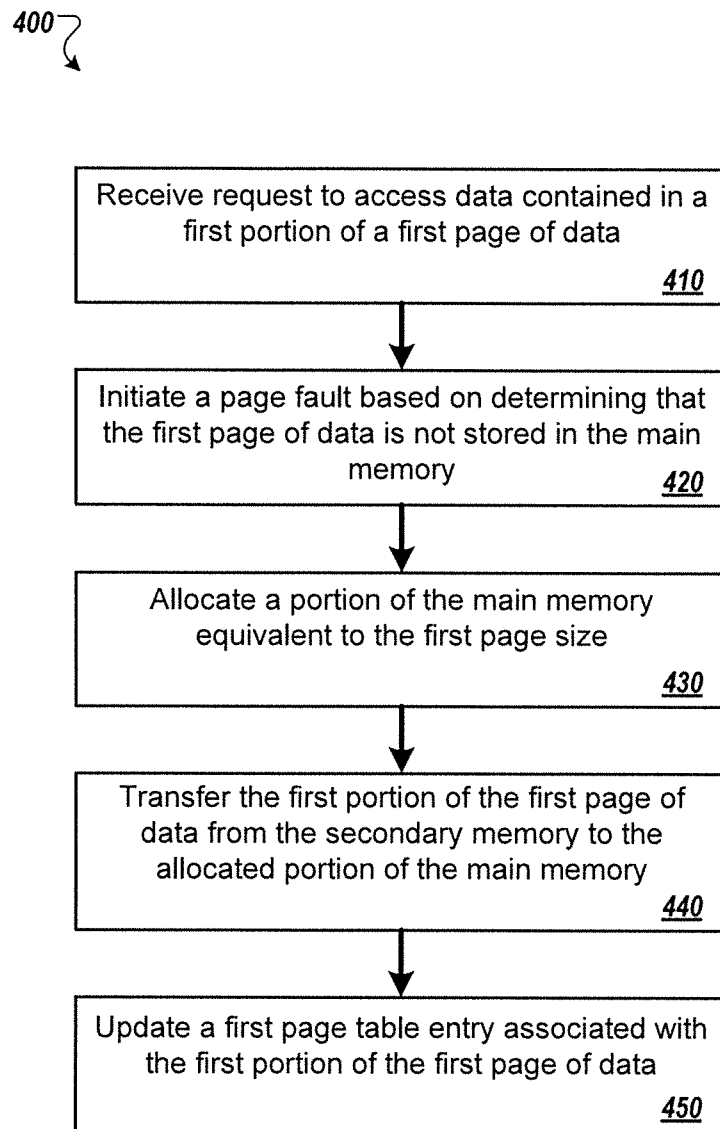 400
Receive request to access data contained in a
first portion of a first page of data
410
Initiate a page fault based on determining that
the first page of data is not stored in the main
memory
420
Allocate a portion of the main memory
equivalent to the first page size
430
Transfer the first portion of the first page of
data from the secondary memory to the
allocated portion of the main memory
440
Update a first page table entry associated with
the first portion of the first page of data
450